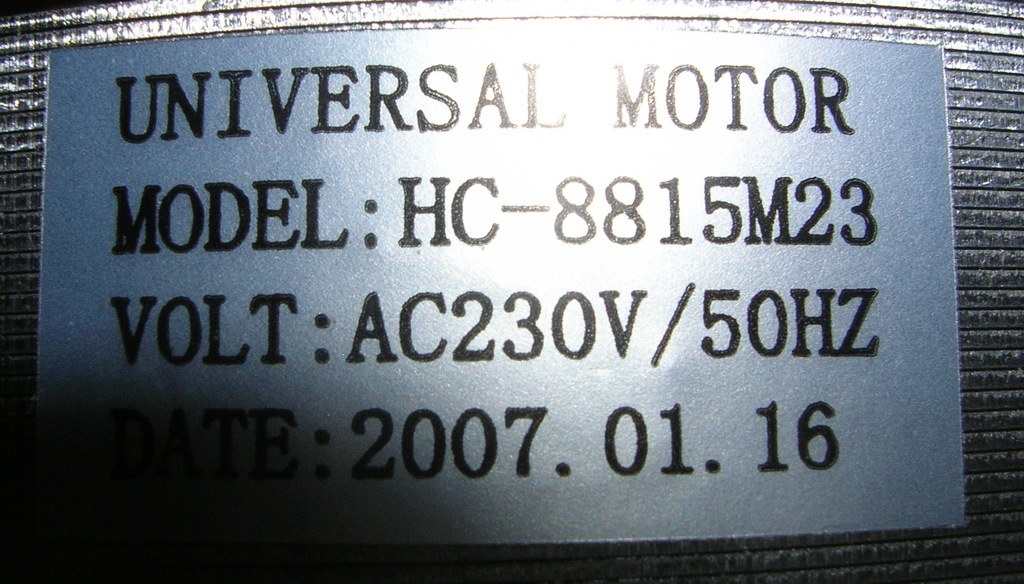 UNIVERSAL MOTOR
MODEL:HC-8815M23
VOLT:AC230V/50HZ
DATE:2007.01.16